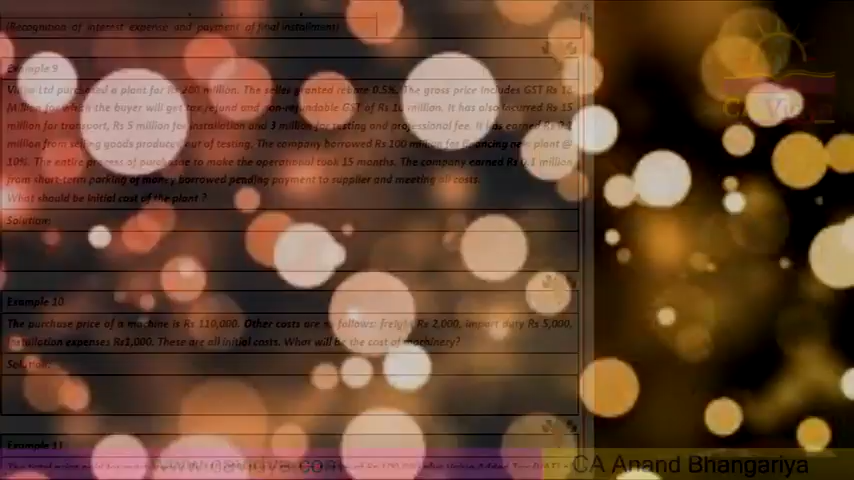 (Recognition of interest expense and payment of final installment)
Example 9
Ltd purchased a plant for Rs 200 million. The seller granted rebate 0.5%. The gross price includes GST Rs 18
Million for which the buyer will get tax refund and non-refundable GST of Rs 10 million. It has also incurred Rs 15
million for transport, Rs 5 million for installation and 3 million for testing and professional fee. It has earned Rs
million from selling goods produced out of testing. The company borrowed Rs 100 million for financing new plant @
10%. The entire process of purchase to make the operational took 15 months. The company earned Rs 0.1 million
from short-term parking of money borrowed pending payment to supplier and meeting all costs.
What should be initial cost of the plant ?
Solution:
Example 10
The purchase price of a machine is Rs 110,000. Other costs are as follows: freight Rs 2,000, import duty Rs 5,000,
installation expenses Rs1,000. These are all initial costs. What will be the cost of machinery?
Solution:
Example 11
CA Anand Bhangariya